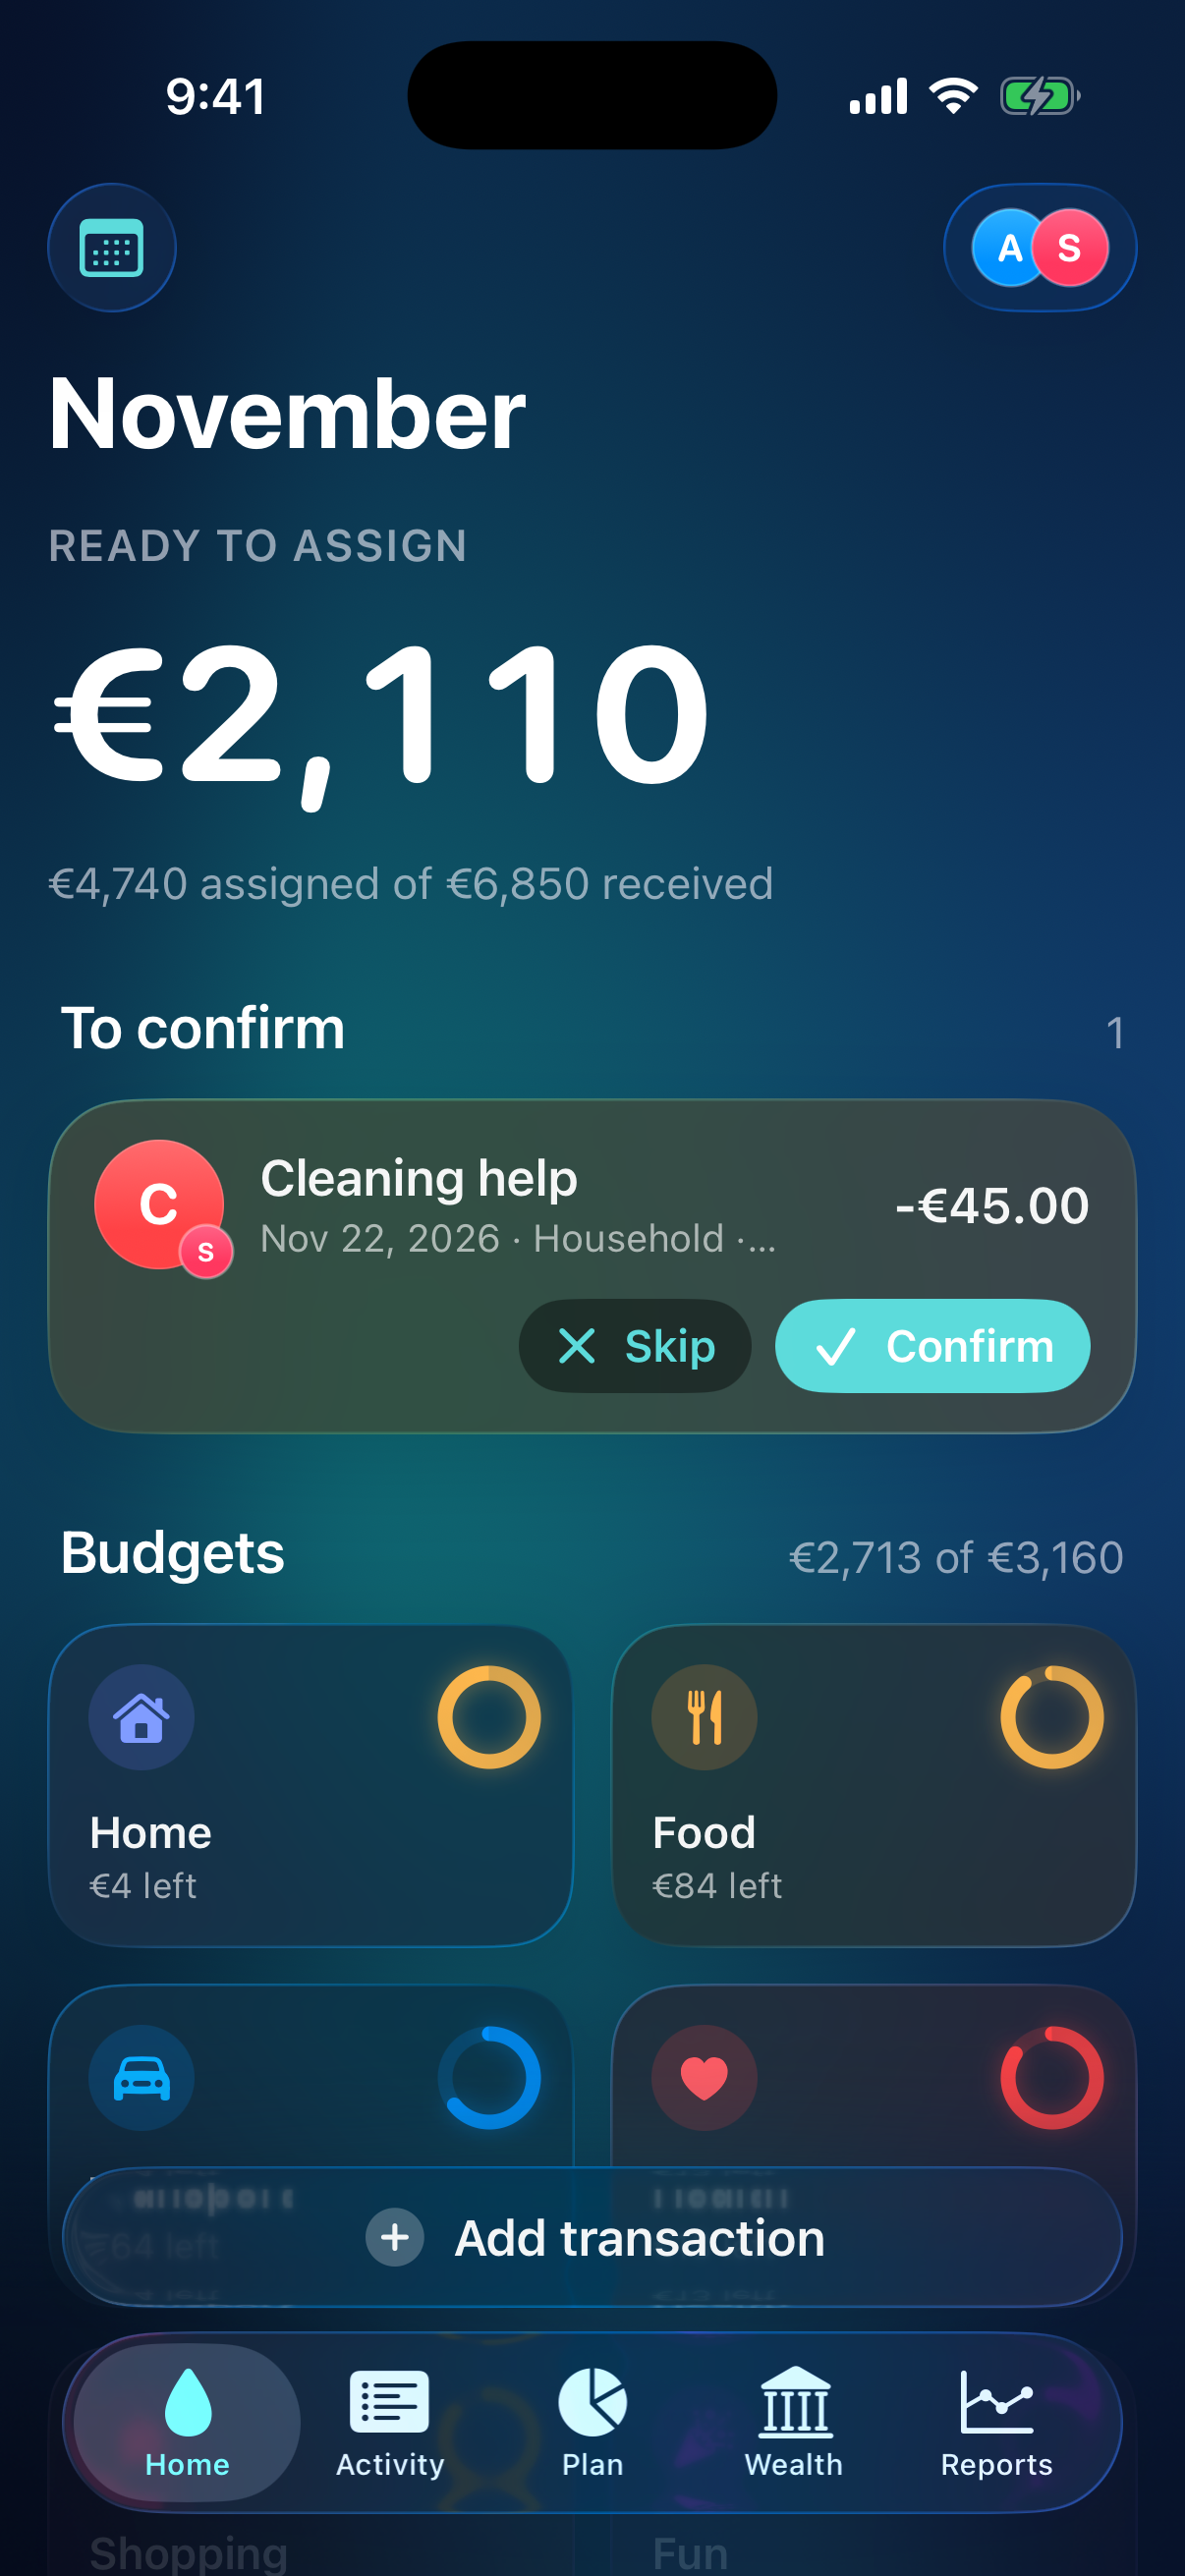 9:41
A S
November
READY TO ASSIGN
€2,110
€4,740 assigned of €6,850 received
To confirm
1
C
S
Cleaning help
Nov 22, 2026 · Household ·...
-€45.00
Skip
Confirm
Budgets
€2,713 of €3,160
Home
€4 left
Food
€84 left
64 left
Add transaction
Home
Activity
Plan
Wealth
Reports
Shopping
Fun